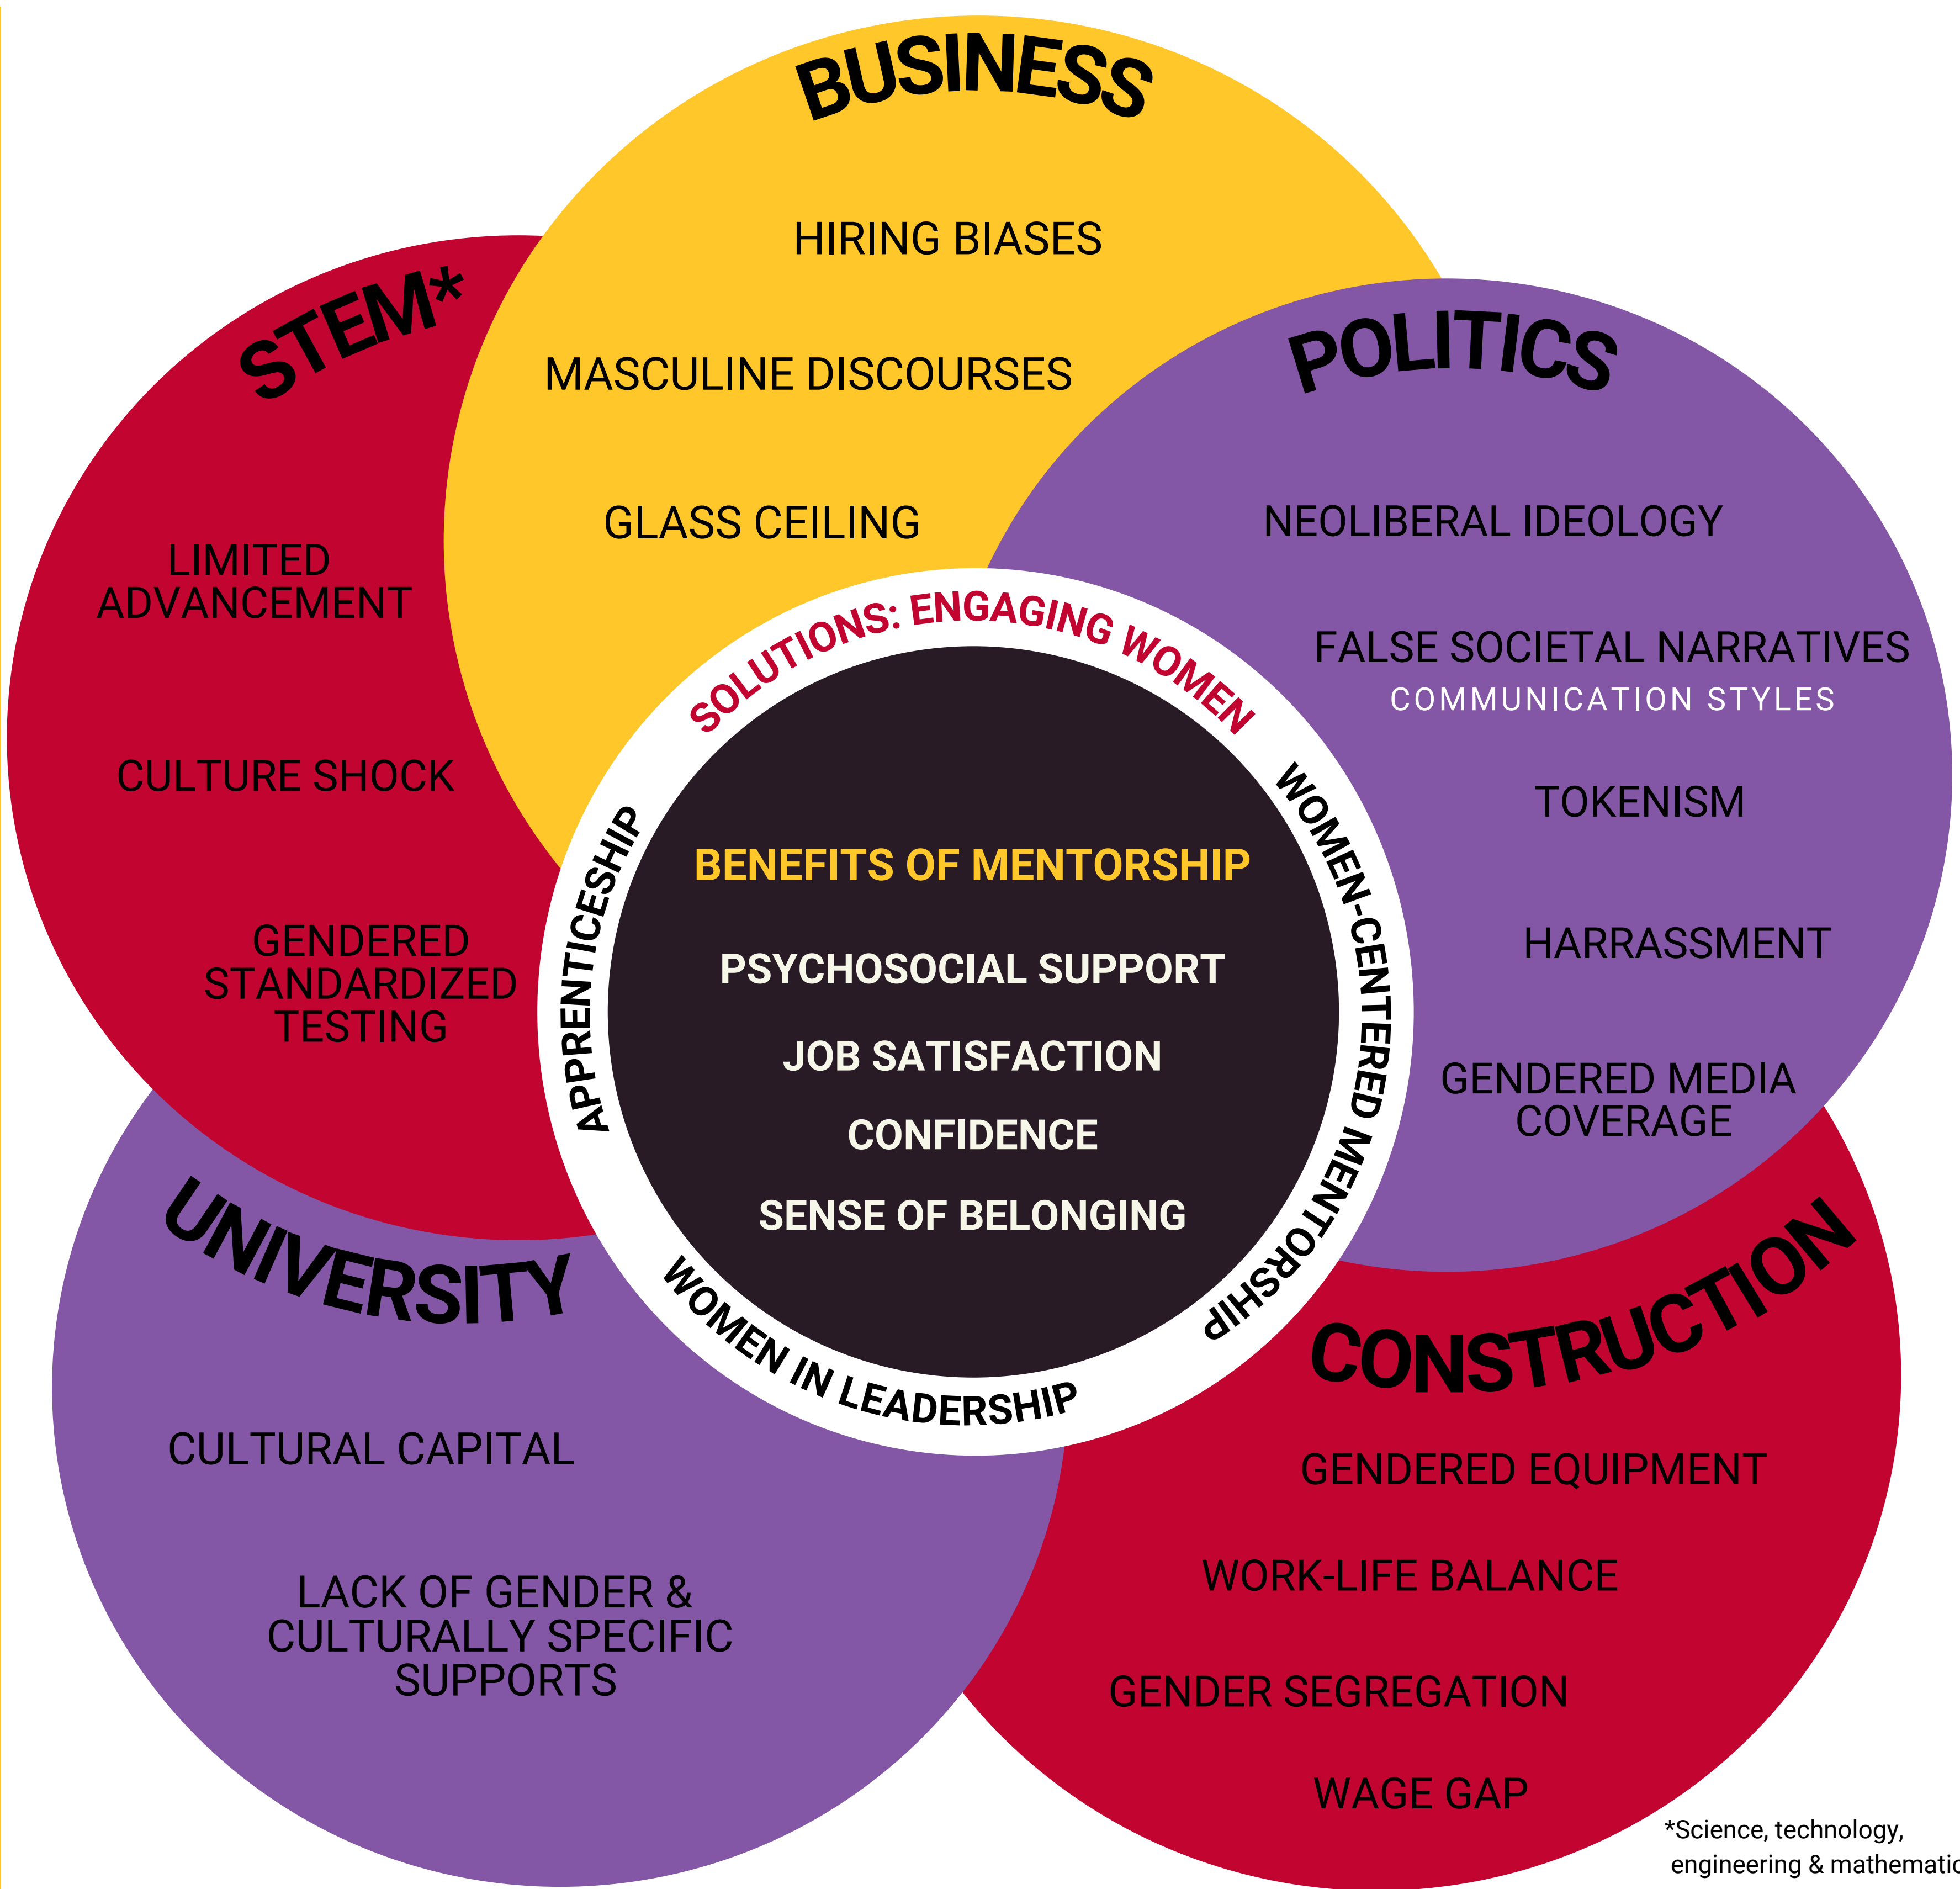 BUSINESS
HIRING BIASES
MASCULINE DISCOURSES
GLASS CEILING
STEM*
LIMITED
ADVANCEMENT
CULTURE SHOCK
GENDERED
STANDARDIZED
TESTING
POLITICS
NEOLIBERAL IDEOLOGY
FALSE SOCIETAL NARRATIVES
COMMUNICATION STYLES
TOKENISM
HARRASSMENT
GENDERED MEDIA
COVERAGE
SOLUTIONS: ENGAGING WOMEN
WOMEN-CENTERED MENTORSHIP
WOMEN IN LEADERSHIP
APPRENTICESHIP
BENEFITS OF MENTORSHIP
PSYCHOSOCIAL SUPPORT
JOB SATISFACTION
CONFIDENCE
SENSE OF BELONGING
UNIVERSITY
CULTURAL CAPITAL
LACK OF GENDER &
CULTURALLY SPECIFIC
SUPPORTS
CONSTRUCTION
GENDERED EQUIPMENT
WORK-LIFE BALANCE
GENDER SEGREGATION
WAGE GAP
*Science, technology,
engineering &